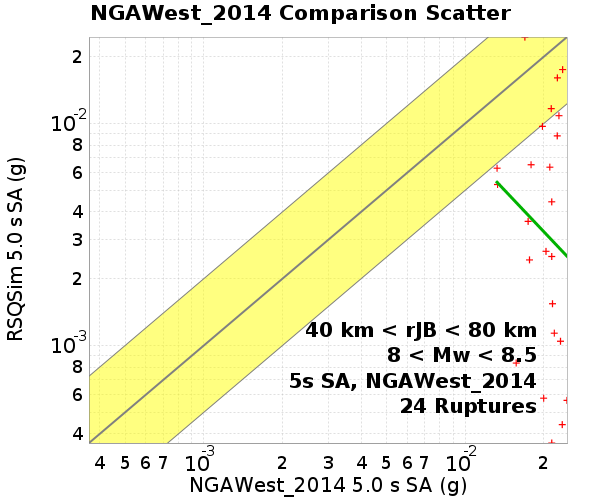 NGAWest_2014 Comparison Scatter
RSQSim 5.0 s SA (g)
2
10-2
8
6
4
3
2
10-3
8
6
4
40 km < rJB < 80 km
8 < Mw < 8.5
5s SA, NGAWest_2014
24 Ruptures
4 5 6 7 10-3 2 3 4 5 6 7 10-2 2
NGAWest_2014 5.0 s SA (g)